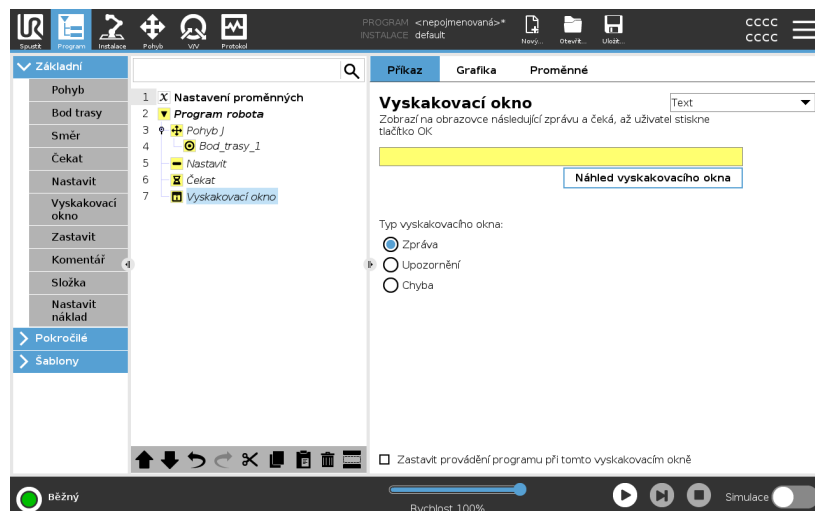 UR
PROGRAM <nepojmenovaná>*
INSTALACE default
Spustit Program Instalace Pohyb V/V Protokol
Nový... Otevřít... Uložit...
CCCC
CCCC
Základní
Pohyb
Bod trasy
Směr
Čekat
Nastavit
Vyskakovací
okno
Zastavit
Komentář
Složka
Nastavit
náklad
Pokročilé
Šablony
1 X Nastavení proměnných
2 Program robota
3 Pohyb J
4 Bod_trasy_1
5 Nastavit
6 Čekat
7 Vyskakovací okno
Příkaz Grafika Proměnné
Vyskakovací okno
Text
Zobrazí na obrazovce následující zprávu a čeká, až uživatel stiskne
tlačítko OK
Náhled vyskakovacího okna
Typ vyskakovacího okna:
Zpráva
Upozornění
Chyba
Zastavit provádění programu při tomto vyskakovacím okně
Běžný
Rychlost 100%
Simulace